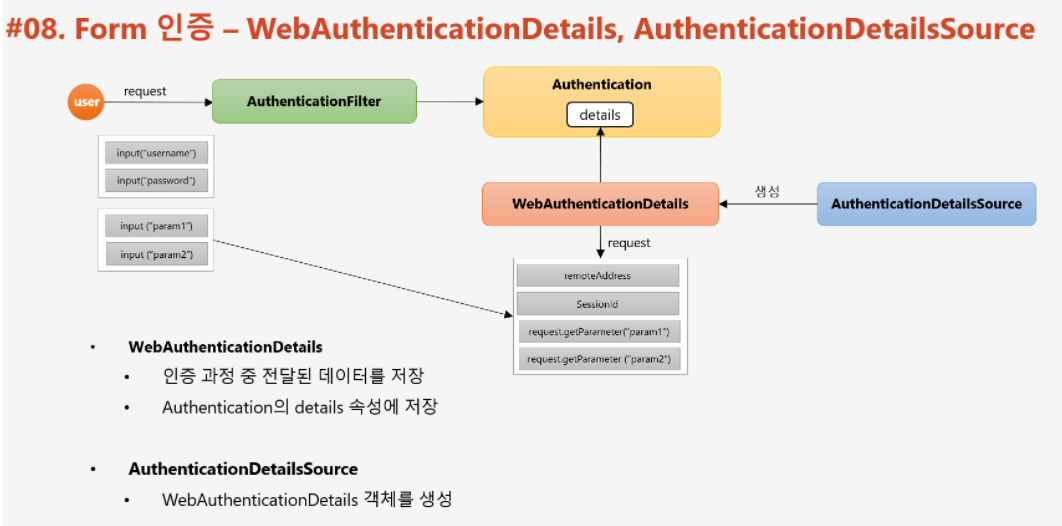 #08. Form 인증 – WebAuthenticationDetails, AuthenticationDetailsSource
user
request
AuthenticationFilter
Authentication
details
input("username")
input("password")
WebAuthenticationDetails
생성
AuthenticationDetailsSource
input ("param1")
input ("param2")
request
remoteAddress
SessionId
request.getParameter("param1")
request.getParameter ("param2")
• WebAuthenticationDetails
• 인증 과정 중 전달된 데이터를 저장
• Authentication의 details 속성에 저장
• AuthenticationDetailsSource
• WebAuthenticationDetails 객체를 생성